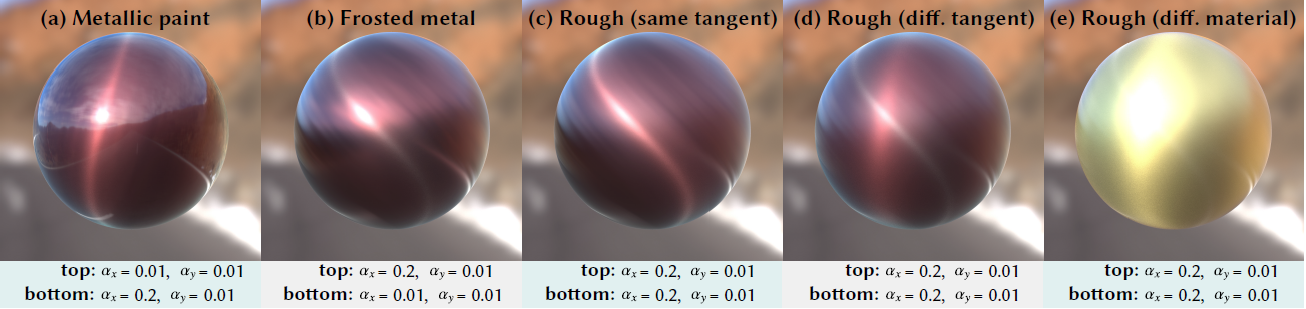 (a) Metallic paint
(b) Frosted metal
(c) Rough (same tangent)
(d) Rough (diff. tangent)
(e) Rough (diff. material)
top: αx = 0.01, αy = 0.01
bottom: αx = 0.2, αy = 0.01
top: αx = 0.2, αy = 0.01
bottom: αx = 0.01, αy = 0.01
top: αx = 0.2, αy = 0.01
bottom: αx = 0.2, αy = 0.01
top: αx = 0.2, αy = 0.01
bottom: αx = 0.2, αy = 0.01
top: αx = 0.2, αy = 0.01
bottom: αx = 0.2, αy = 0.01